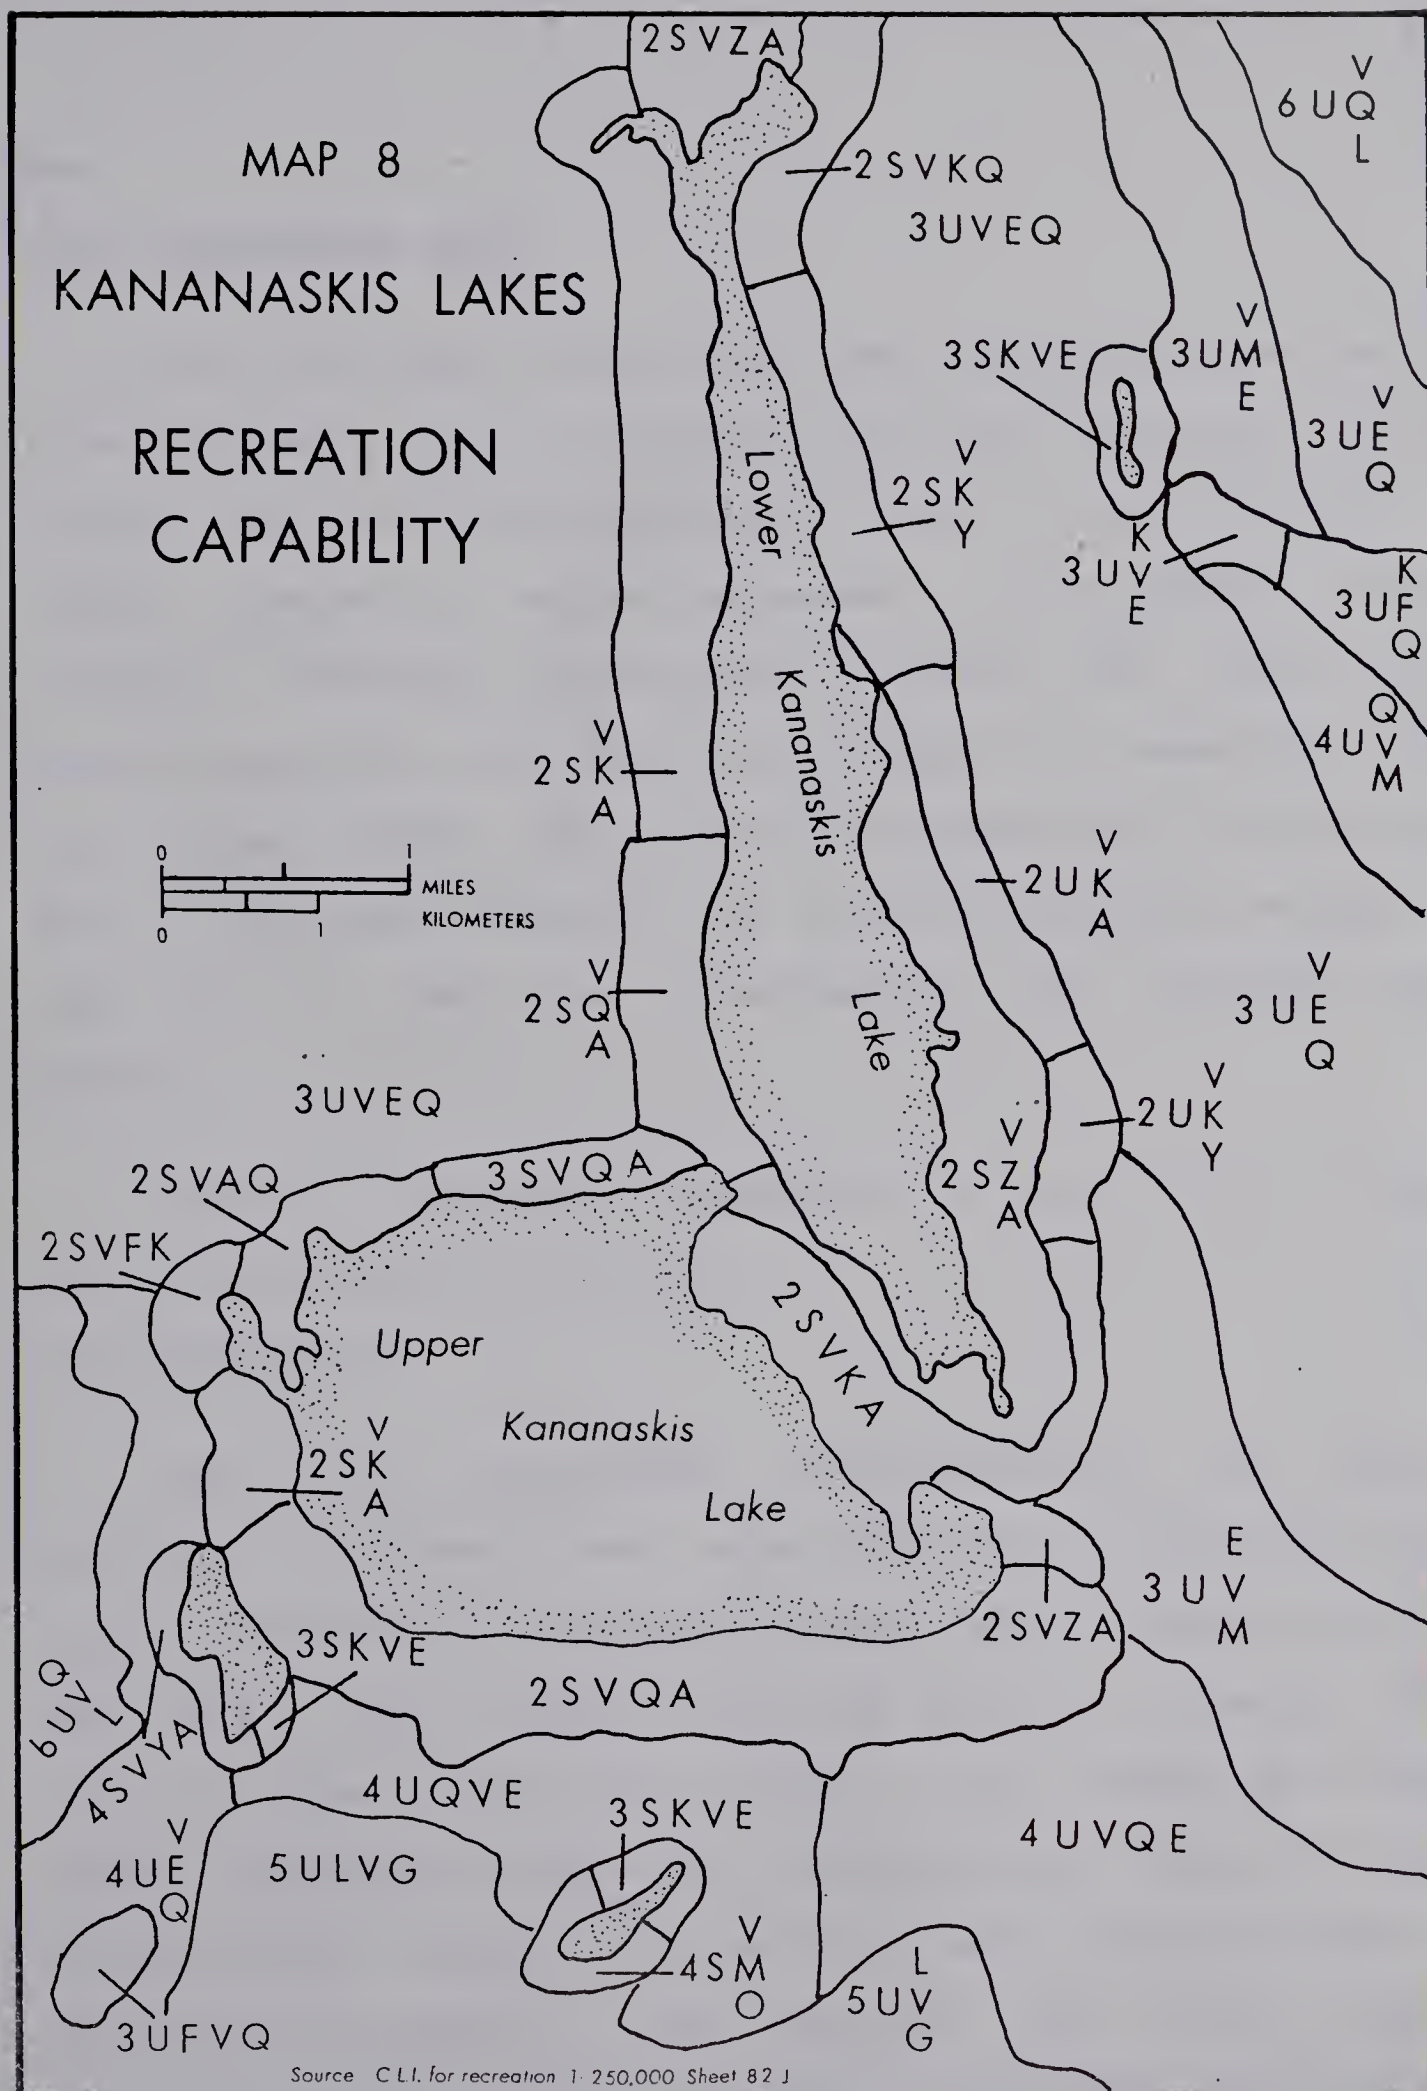 2SVZA
V
6UQ
L
MAP 8
2SVKQ
3UVEQ
KANANASKIS LAKES
V
3UM
E
3SKVE
V
3UE
Q
RECREATION
CAPABILITY
Lower
V
2SK
Y
K
3UV
E
K
3UF
Q
Kananaskis
Q
4UV
M
V
2SK
A
0 1
MILES
KILOMETERS
0 1
V
2UK
A
V
2SQ
A
Lake
V
3UE
Q
3UVEQ
V
2UK
Y
V
2SZ
A
3SVQA
2SVAQ
2SVFK
2SVKA
Upper
Kananaskis
Lake
V
2SK
A
E
3UV
M
2SVZA
3SKVE
2SVQA
Q
6UV
L
4SVYA
4UQVE
3SKVE
4UVQE
V
4UE
Q
5ULVG
V
4SM
O
L
5UV
G
3UFVQ
Source C.L.I. for recreation 1:250,000 Sheet 82 J